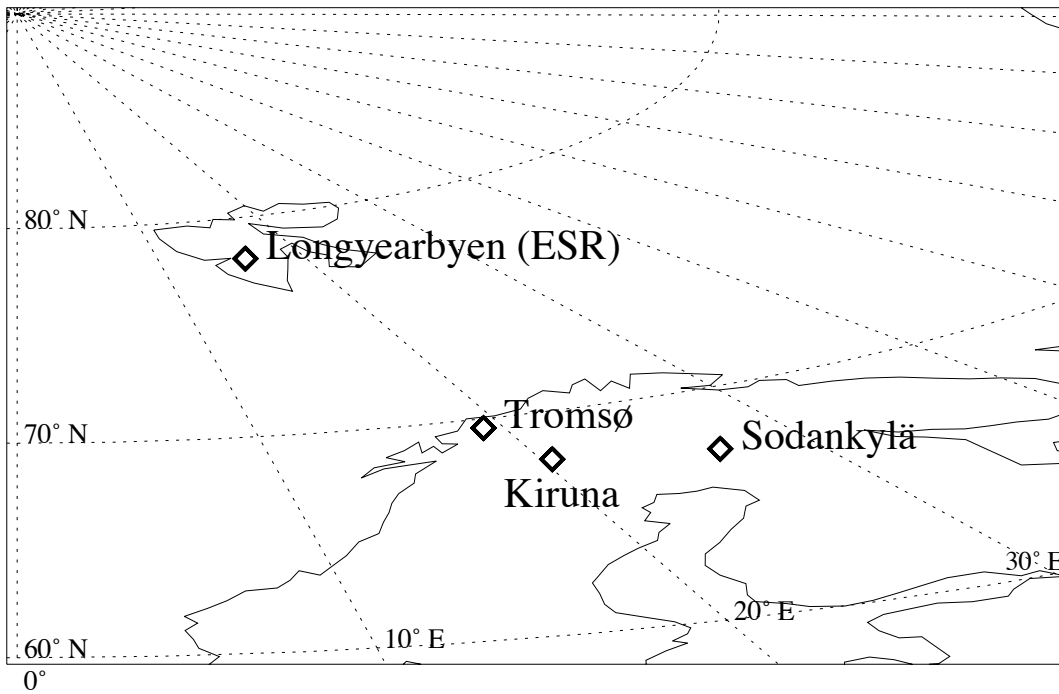 80° N
Longyearbyen (ESR)
Tromsø
70° N
Sodankylä
Kiruna
30° E
20° E
10° E
60° N
0°